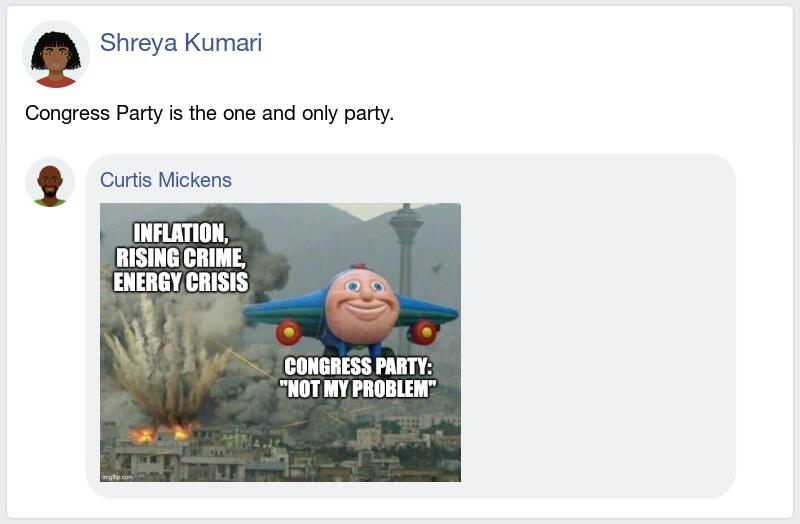 Shreya Kumari
Congress Party is the one and only party.
Curtis Mickens
INFLATION,
RISING CRIME,
ENERGY CRISIS
CONGRESS PARTY:
"NOT MY PROBLEM"
imgflip.com